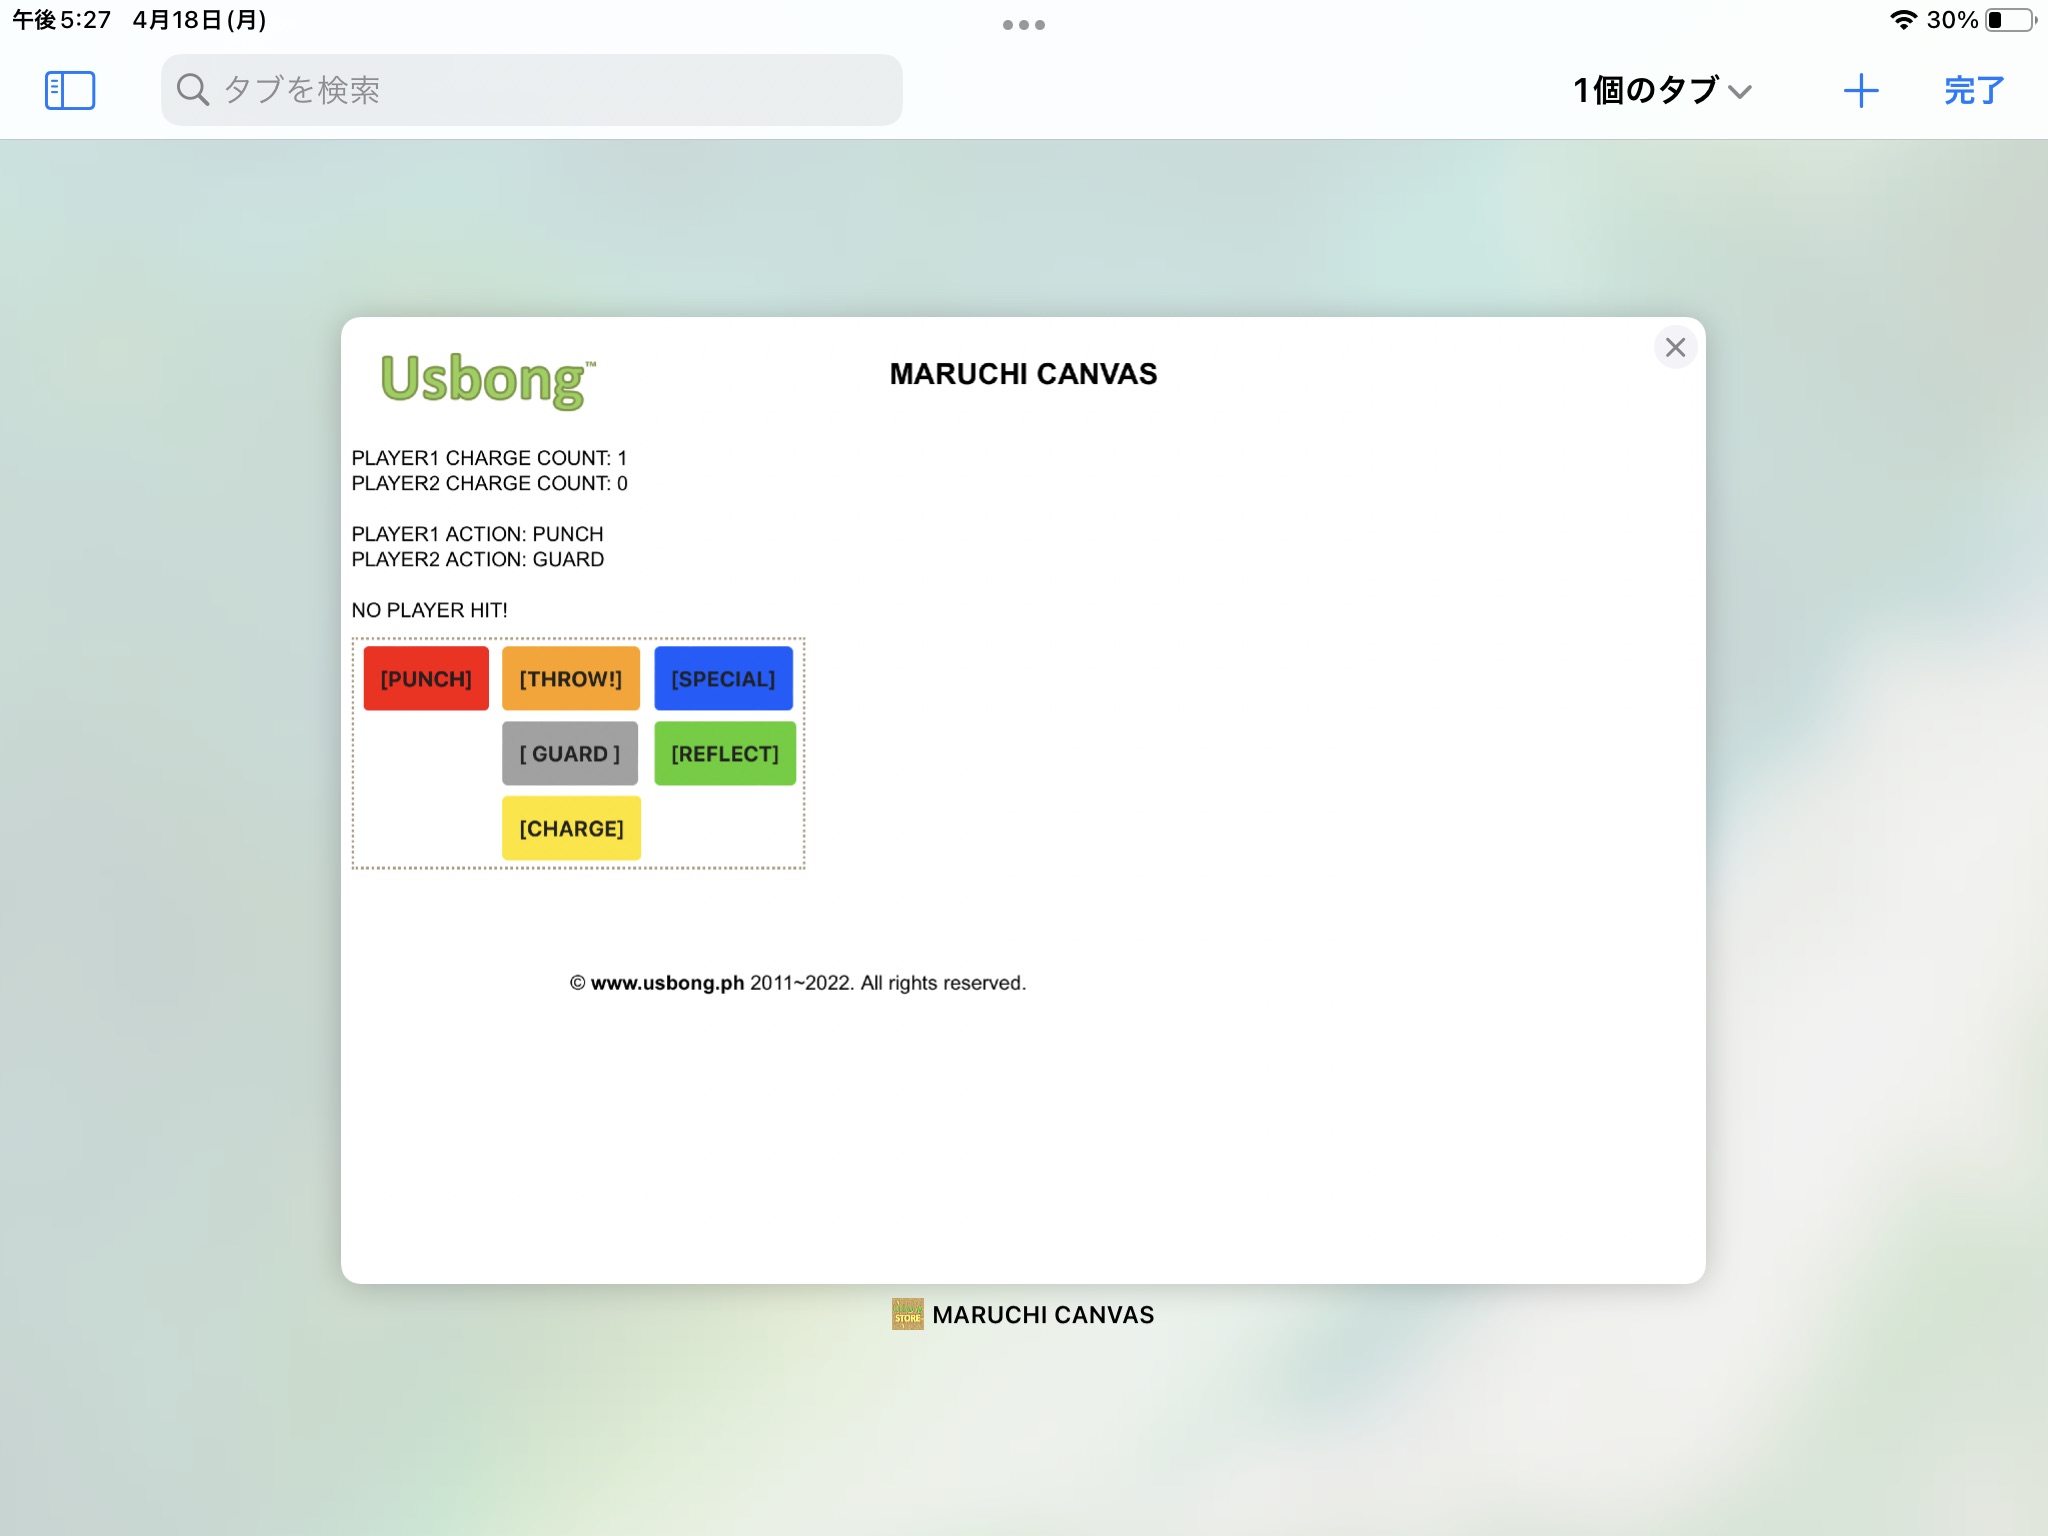 午後5:27 4月18日(月)
30%
タブを検索
1個のタブ
完了
Usbong™
MARUCHI CANVAS
PLAYER1 CHARGE COUNT: 1
PLAYER2 CHARGE COUNT: 0
PLAYER1 ACTION: PUNCH
PLAYER2 ACTION: GUARD
NO PLAYER HIT!
[PUNCH] [THROW!] [SPECIAL]
[ GUARD ] [REFLECT]
[CHARGE]
© www.usbong.ph 2011~2022. All rights reserved.
STORE
MARUCHI CANVAS